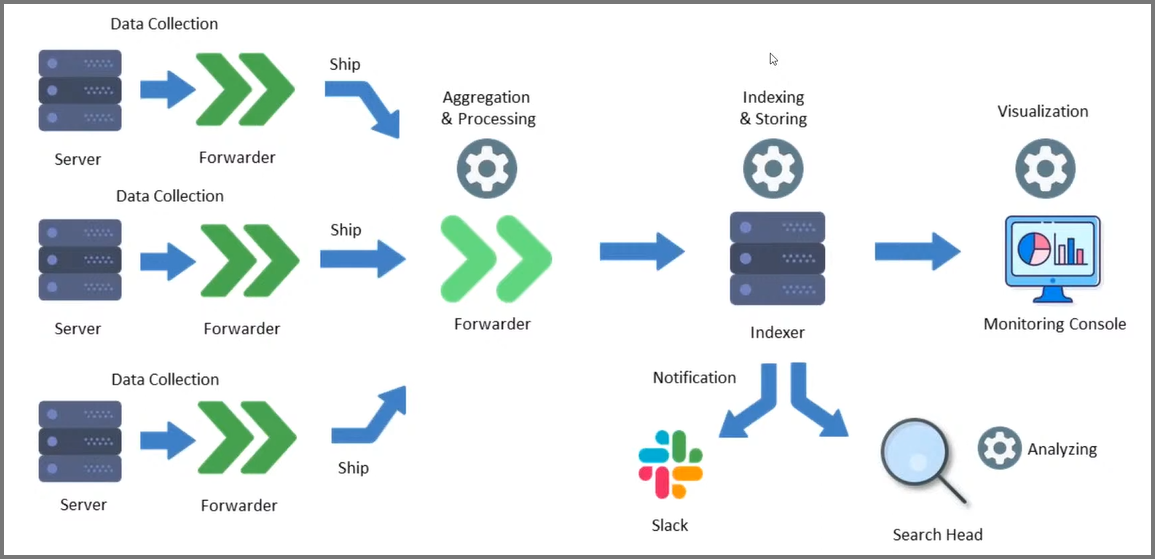 Data Collection
Server
Forwarder
Ship
Data Collection
Server
Forwarder
Ship
Data Collection
Server
Forwarder
Ship
Aggregation
& Processing
Forwarder
Indexing
& Storing
Indexer
Visualization
Monitoring Console
Notification
Slack
Analyzing
Search Head